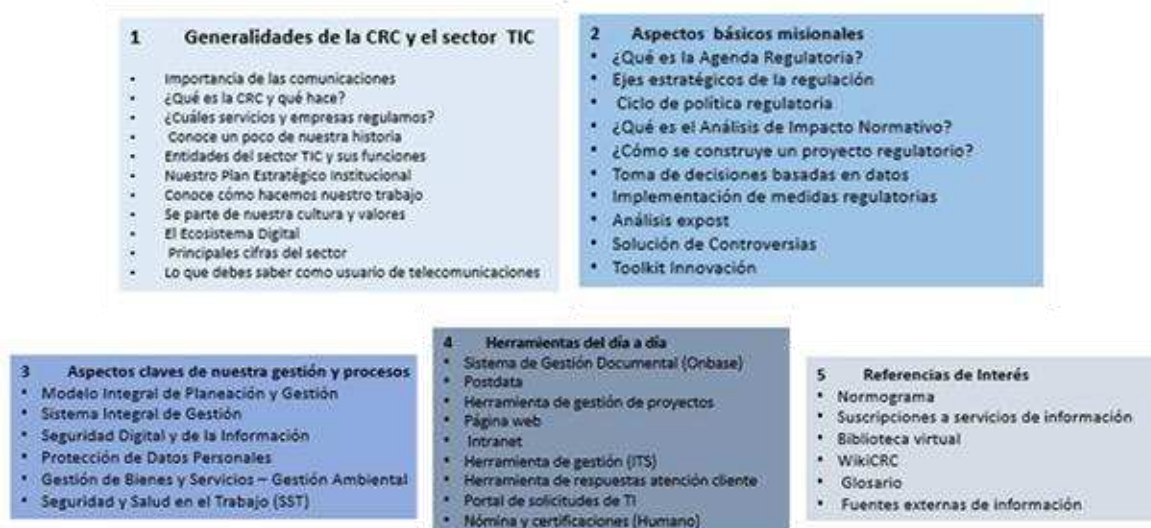 1 Generalidades de la CRC y el sector TIC
• Importancia de las comunicaciones
• ¿Qué es la CRC y qué hace?
• ¿Cuáles servicios y empresas regulamos?
• Conoce un poco de nuestra historia
• Entidades del sector TIC y sus funciones
• Nuestro Plan Estratégico Institucional
• Conoce cómo hacemos nuestro trabajo
• Se parte de nuestra cultura y valores
• El Ecosistema Digital
• Principales cifras del sector
• Lo que debes saber como usuario de telecomunicaciones
2 Aspectos básicos misionales
• ¿Qué es la Agenda Regulatoria?
• Ejes estratégicos de la regulación
• Ciclo de política regulatoria
• ¿Qué es el Análisis de Impacto Normativo?
• ¿Cómo se construye un proyecto regulatorio?
• Toma de decisiones basadas en datos
• Implementación de medidas regulatorias
• Análisis expost
• Solución de Controversias
• Toolkit Innovación
3 Aspectos claves de nuestra gestión y procesos
• Modelo Integral de Planeación y Gestión
• Sistema Integral de Gestión
• Seguridad Digital y de la Información
• Protección de Datos Personales
• Gestión de Bienes y Servicios – Gestión Ambiental
• Seguridad y Salud en el Trabajo (SST)
4 Herramientas del día a día
• Sistema de Gestión Documental (Onbase)
• Postdata
• Herramienta de gestión de proyectos
• Página web
• Intranet
• Herramienta de gestión (ITS)
• Herramienta de respuestas atención cliente
• Portal de solicitudes de TI
• Nómina y certificaciones (Humano)
5 Referencias de Interés
• Normograma
• Suscripciones a servicios de información
• Biblioteca virtual
• WikiCRC
• Glosario
• Fuentes externas de información